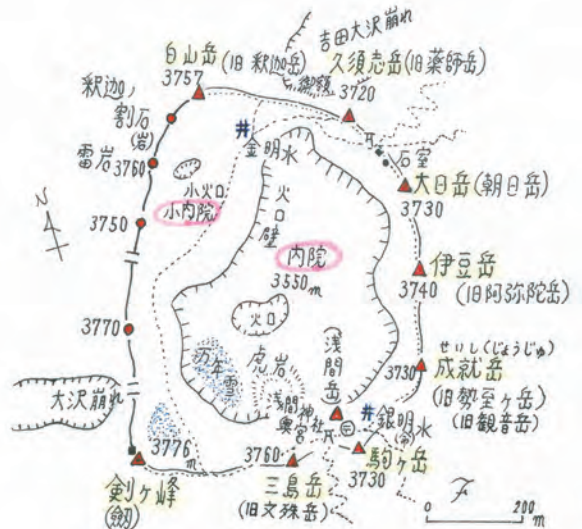 吉田大沢崩れ
白山岳
3757
(旧釈迦岳)
御鉢
久須志岳(旧薬師岳)
3720
釈迦ノ
割石
(岩)
雷岩 3760
井
金明水
小火口
小内院
3750
火口壁
内院
3550m
石室
大日岳(朝日岳)
3730
伊豆岳
3740
(旧阿弥陀岳)
せいし(じょうじゅ)
成就岳
3730
(旧勢至ヶ岳)
(旧観音岳)
N
3770
火口
万年雪
虎岩
(浅間岳)
大沢崩れ
浅間神社
奥宮
井
銀明水
3776m
剣ヶ峰
(劔)
3760
三島岳
(旧文殊岳)
駒ヶ岳
3730
0 200m